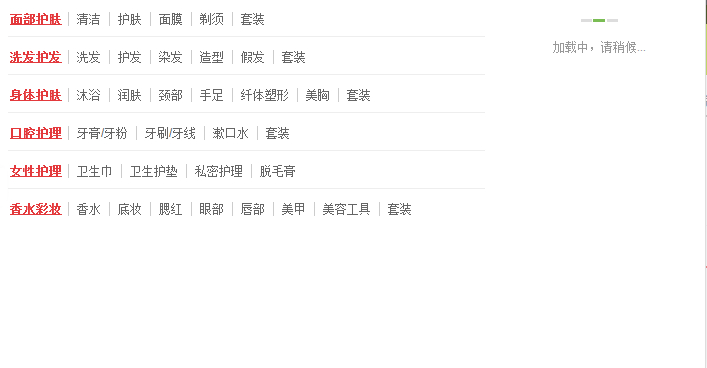 面部护肤 清洁 护肤 面膜 剃须 套装
洗发护发 洗发 护发 染发 造型 假发 套装
身体护肤 沐浴 润肤 颈部 手足 纤体塑形 美胸 套装
口腔护理 牙膏/牙粉 牙刷/牙线 漱口水 套装
女性护理 卫生巾 卫生护垫 私密护理 脱毛膏
香水彩妆 香水 底妆 腮红 眼部 唇部 美甲 美容工具 套装
加载中，请稍候...